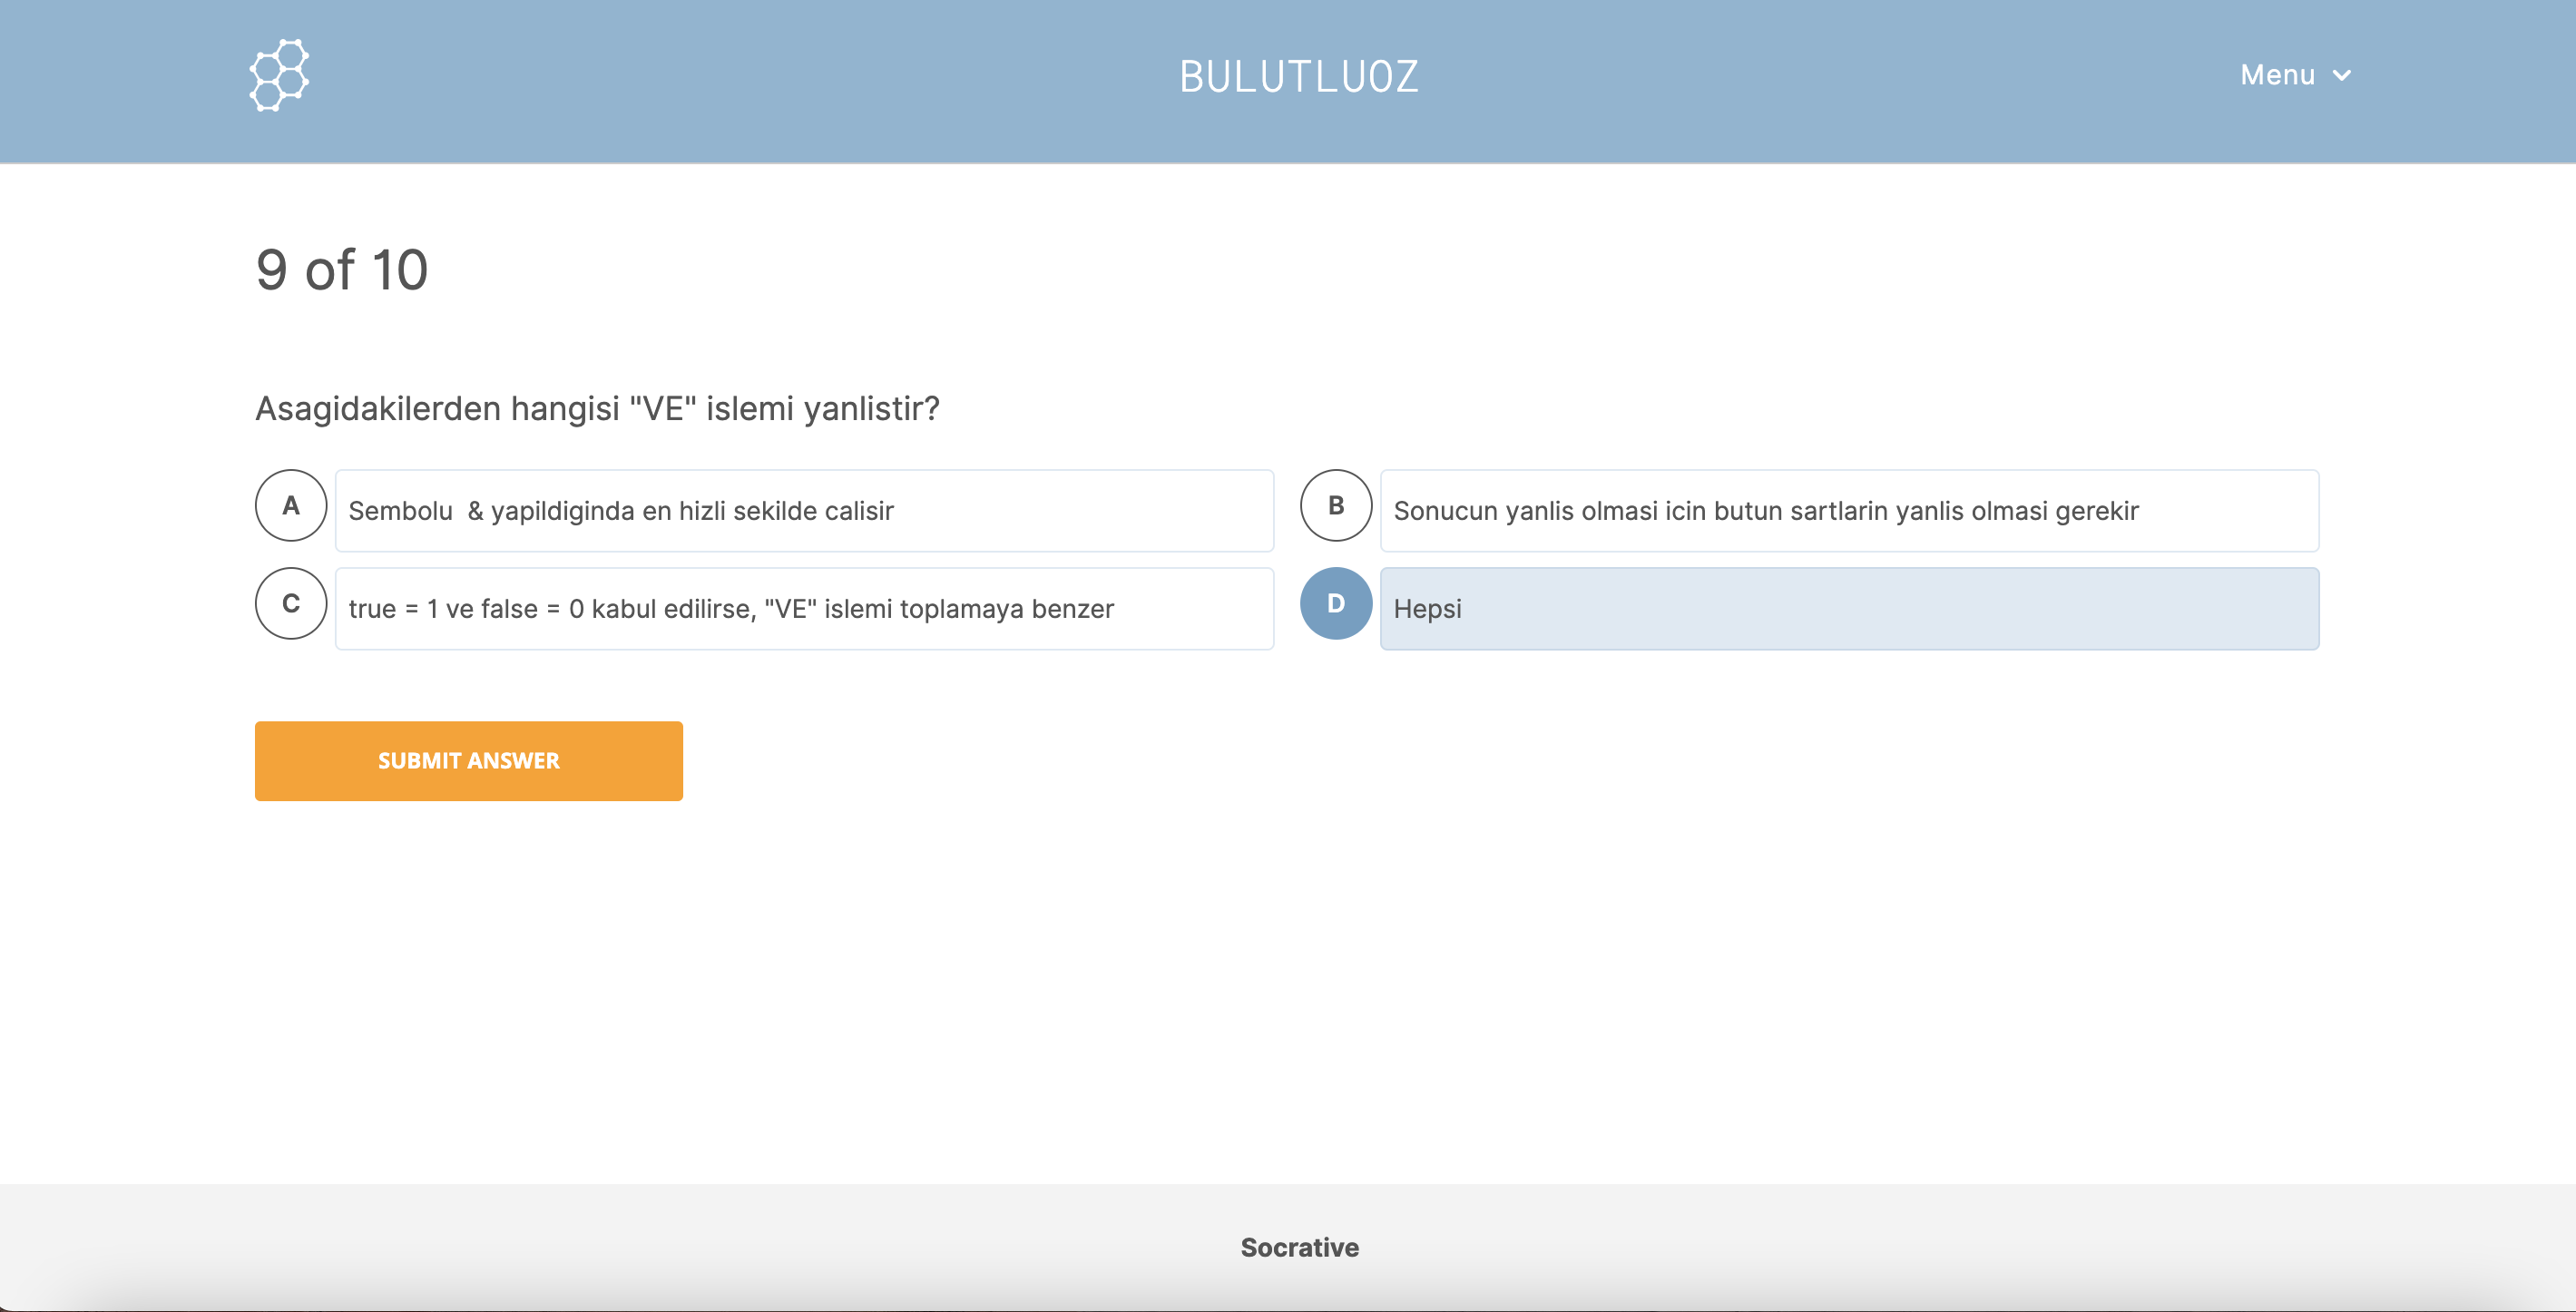 BULUTLUOZ
Menu
9 of 10
Asagidakilerden hangisi "VE" islemi yanlistir?
A Sembolu  & yapildiginda en hizli sekilde calisir
B Sonucun yanlis olmasi icin butun sartlarin yanlis olmasi gerekir
C true = 1 ve false = 0 kabul edilirse, "VE" islemi toplamaya benzer
D Hepsi
SUBMIT ANSWER
Socrative